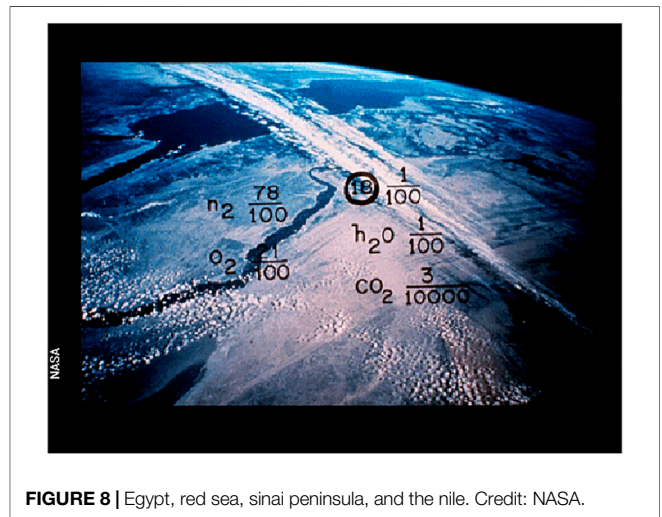 n₂ 78/100
o₂ 21/100
18 1/100
h₂o 1/100
CO₂ 3/10000
NASA
FIGURE 8 | Egypt, red sea, sinai peninsula, and the nile. Credit: NASA.